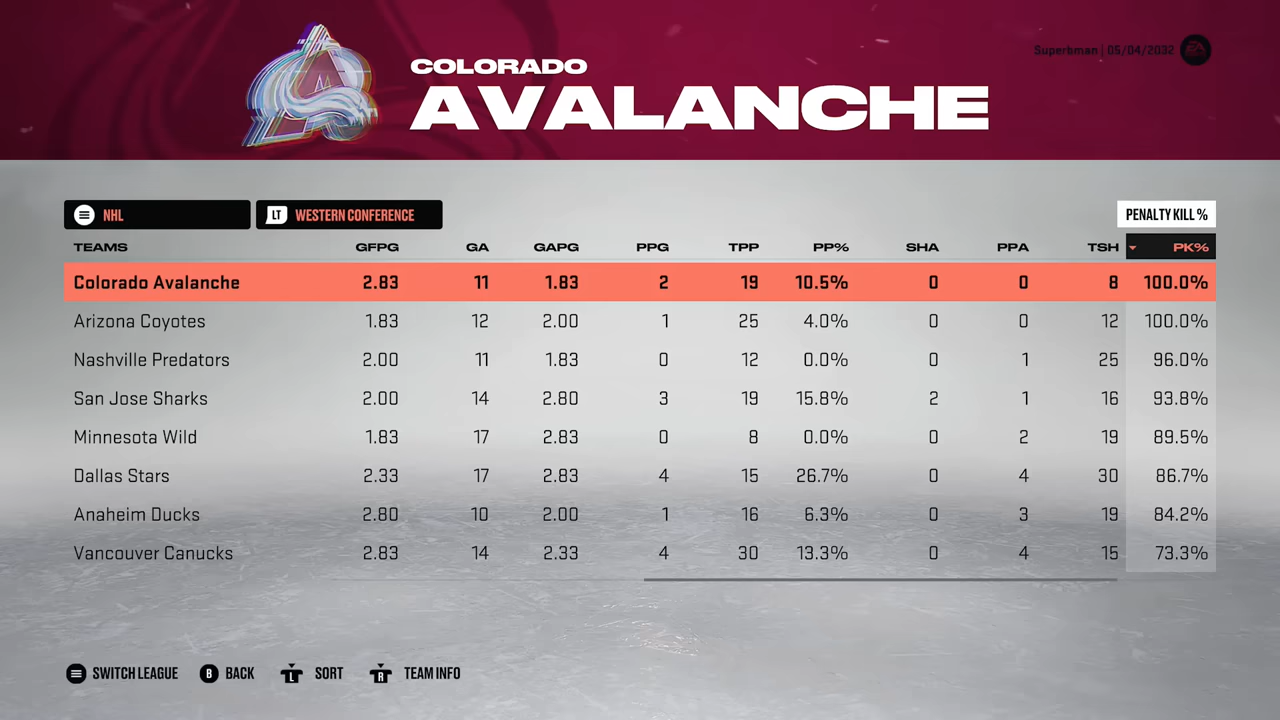 COLORADO
AVALANCHE
Superhman | 05/04/2032 EA
NHL LT WESTERN CONFERENCE PENALTY KILL %
TEAMS GFPG GA GAPG PPG TPP PP% SHA PPA TSH PK%
Colorado Avalanche 2.83 11 1.83 2 19 10.5% 0 0 8 100.0%
Arizona Coyotes 1.83 12 2.00 1 25 4.0% 0 0 12 100.0%
Nashville Predators 2.00 11 1.83 0 12 0.0% 0 1 25 96.0%
San Jose Sharks 2.00 14 2.80 3 19 15.8% 2 1 16 93.8%
Minnesota Wild 1.83 17 2.83 0 8 0.0% 0 2 19 89.5%
Dallas Stars 2.33 17 2.83 4 15 26.7% 0 4 30 86.7%
Anaheim Ducks 2.80 10 2.00 1 16 6.3% 0 3 19 84.2%
Vancouver Canucks 2.83 14 2.33 4 30 13.3% 0 4 15 73.3%
SWITCH LEAGUE B BACK L SORT R TEAM INFO